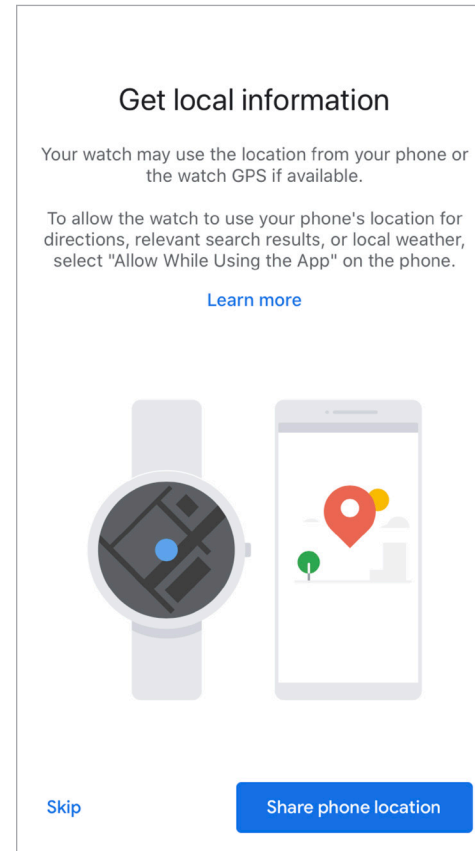 Get local information
Your watch may use the location from your phone or
the watch GPS if available.
To allow the watch to use your phone's location for
directions, relevant search results, or local weather,
select "Allow While Using the App" on the phone.
Learn more
Skip
Share phone location